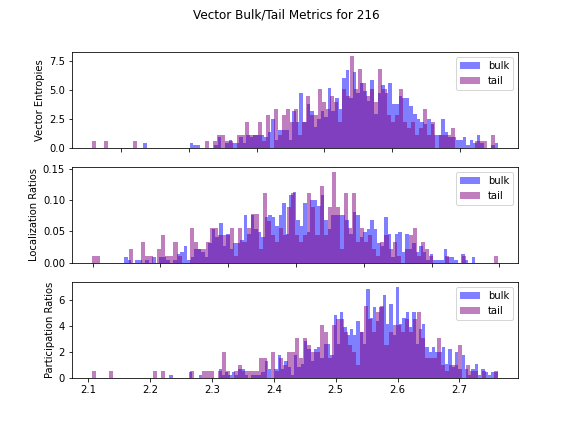 Vector Bulk/Tail Metrics for 216
Vector Entropies
7.5
5.0
2.5
0.0
bulk
tail
Localization Ratios
0.15
0.10
0.05
0.00
bulk
tail
Participation Ratios
6
4
2
0
bulk
tail
2.1 2.2 2.3 2.4 2.5 2.6 2.7